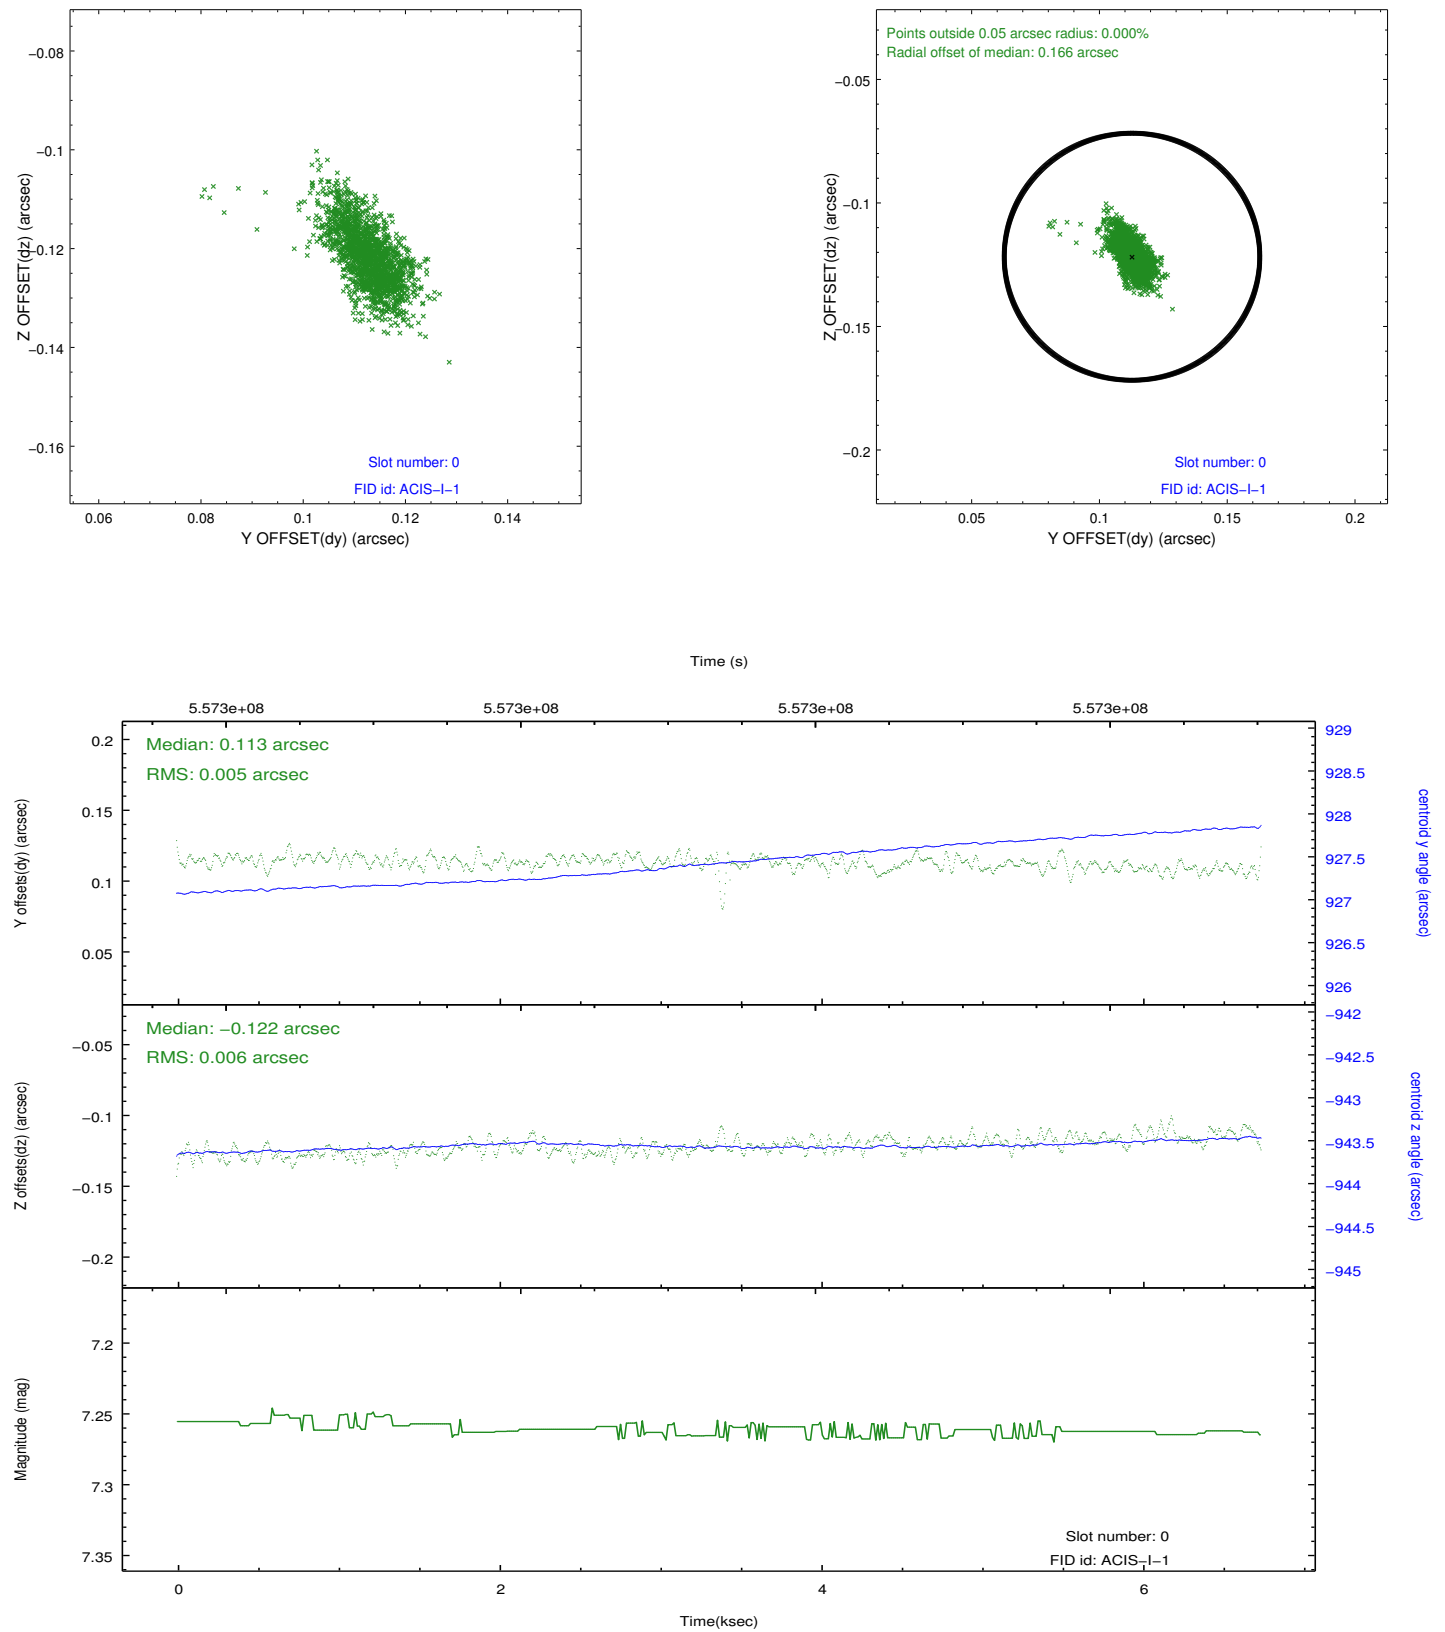 −0.08
−0.1
−0.12
−0.14
−0.16
Z OFFSET(dz) (arcsec)
Slot number: 0
FID id: ACIS−I−1
0.06
0.08
0.1
0.12
0.14
Y OFFSET(dy) (arcsec)
Points outside 0.05 arcsec radius: 0.000%
Radial offset of median: 0.166 arcsec
−0.05
−0.1
−0.15
−0.2
Z OFFSET(dz) (arcsec)
Slot number: 0
FID id: ACIS−I−1
0.05
0.1
0.15
0.2
Y OFFSET(dy) (arcsec)
Time (s)
5.573e+08
5.573e+08
5.573e+08
5.573e+08
Median: 0.113 arcsec
RMS: 0.005 arcsec
0.2
0.15
0.1
0.05
Y offsets(dy) (arcsec)
929
928.5
928
927.5
927
926.5
926
centroid y angle (arcsec)
Median: −0.122 arcsec
RMS: 0.006 arcsec
−0.05
−0.1
−0.15
−0.2
Z offsets(dz) (arcsec)
−942
−942.5
−943
−943.5
−944
−944.5
−945
centroid z angle (arcsec)
7.2
7.25
7.3
7.35
Magnitude (mag)
Slot number: 0
FID id: ACIS−I−1
0
2
4
6
Time(ksec)